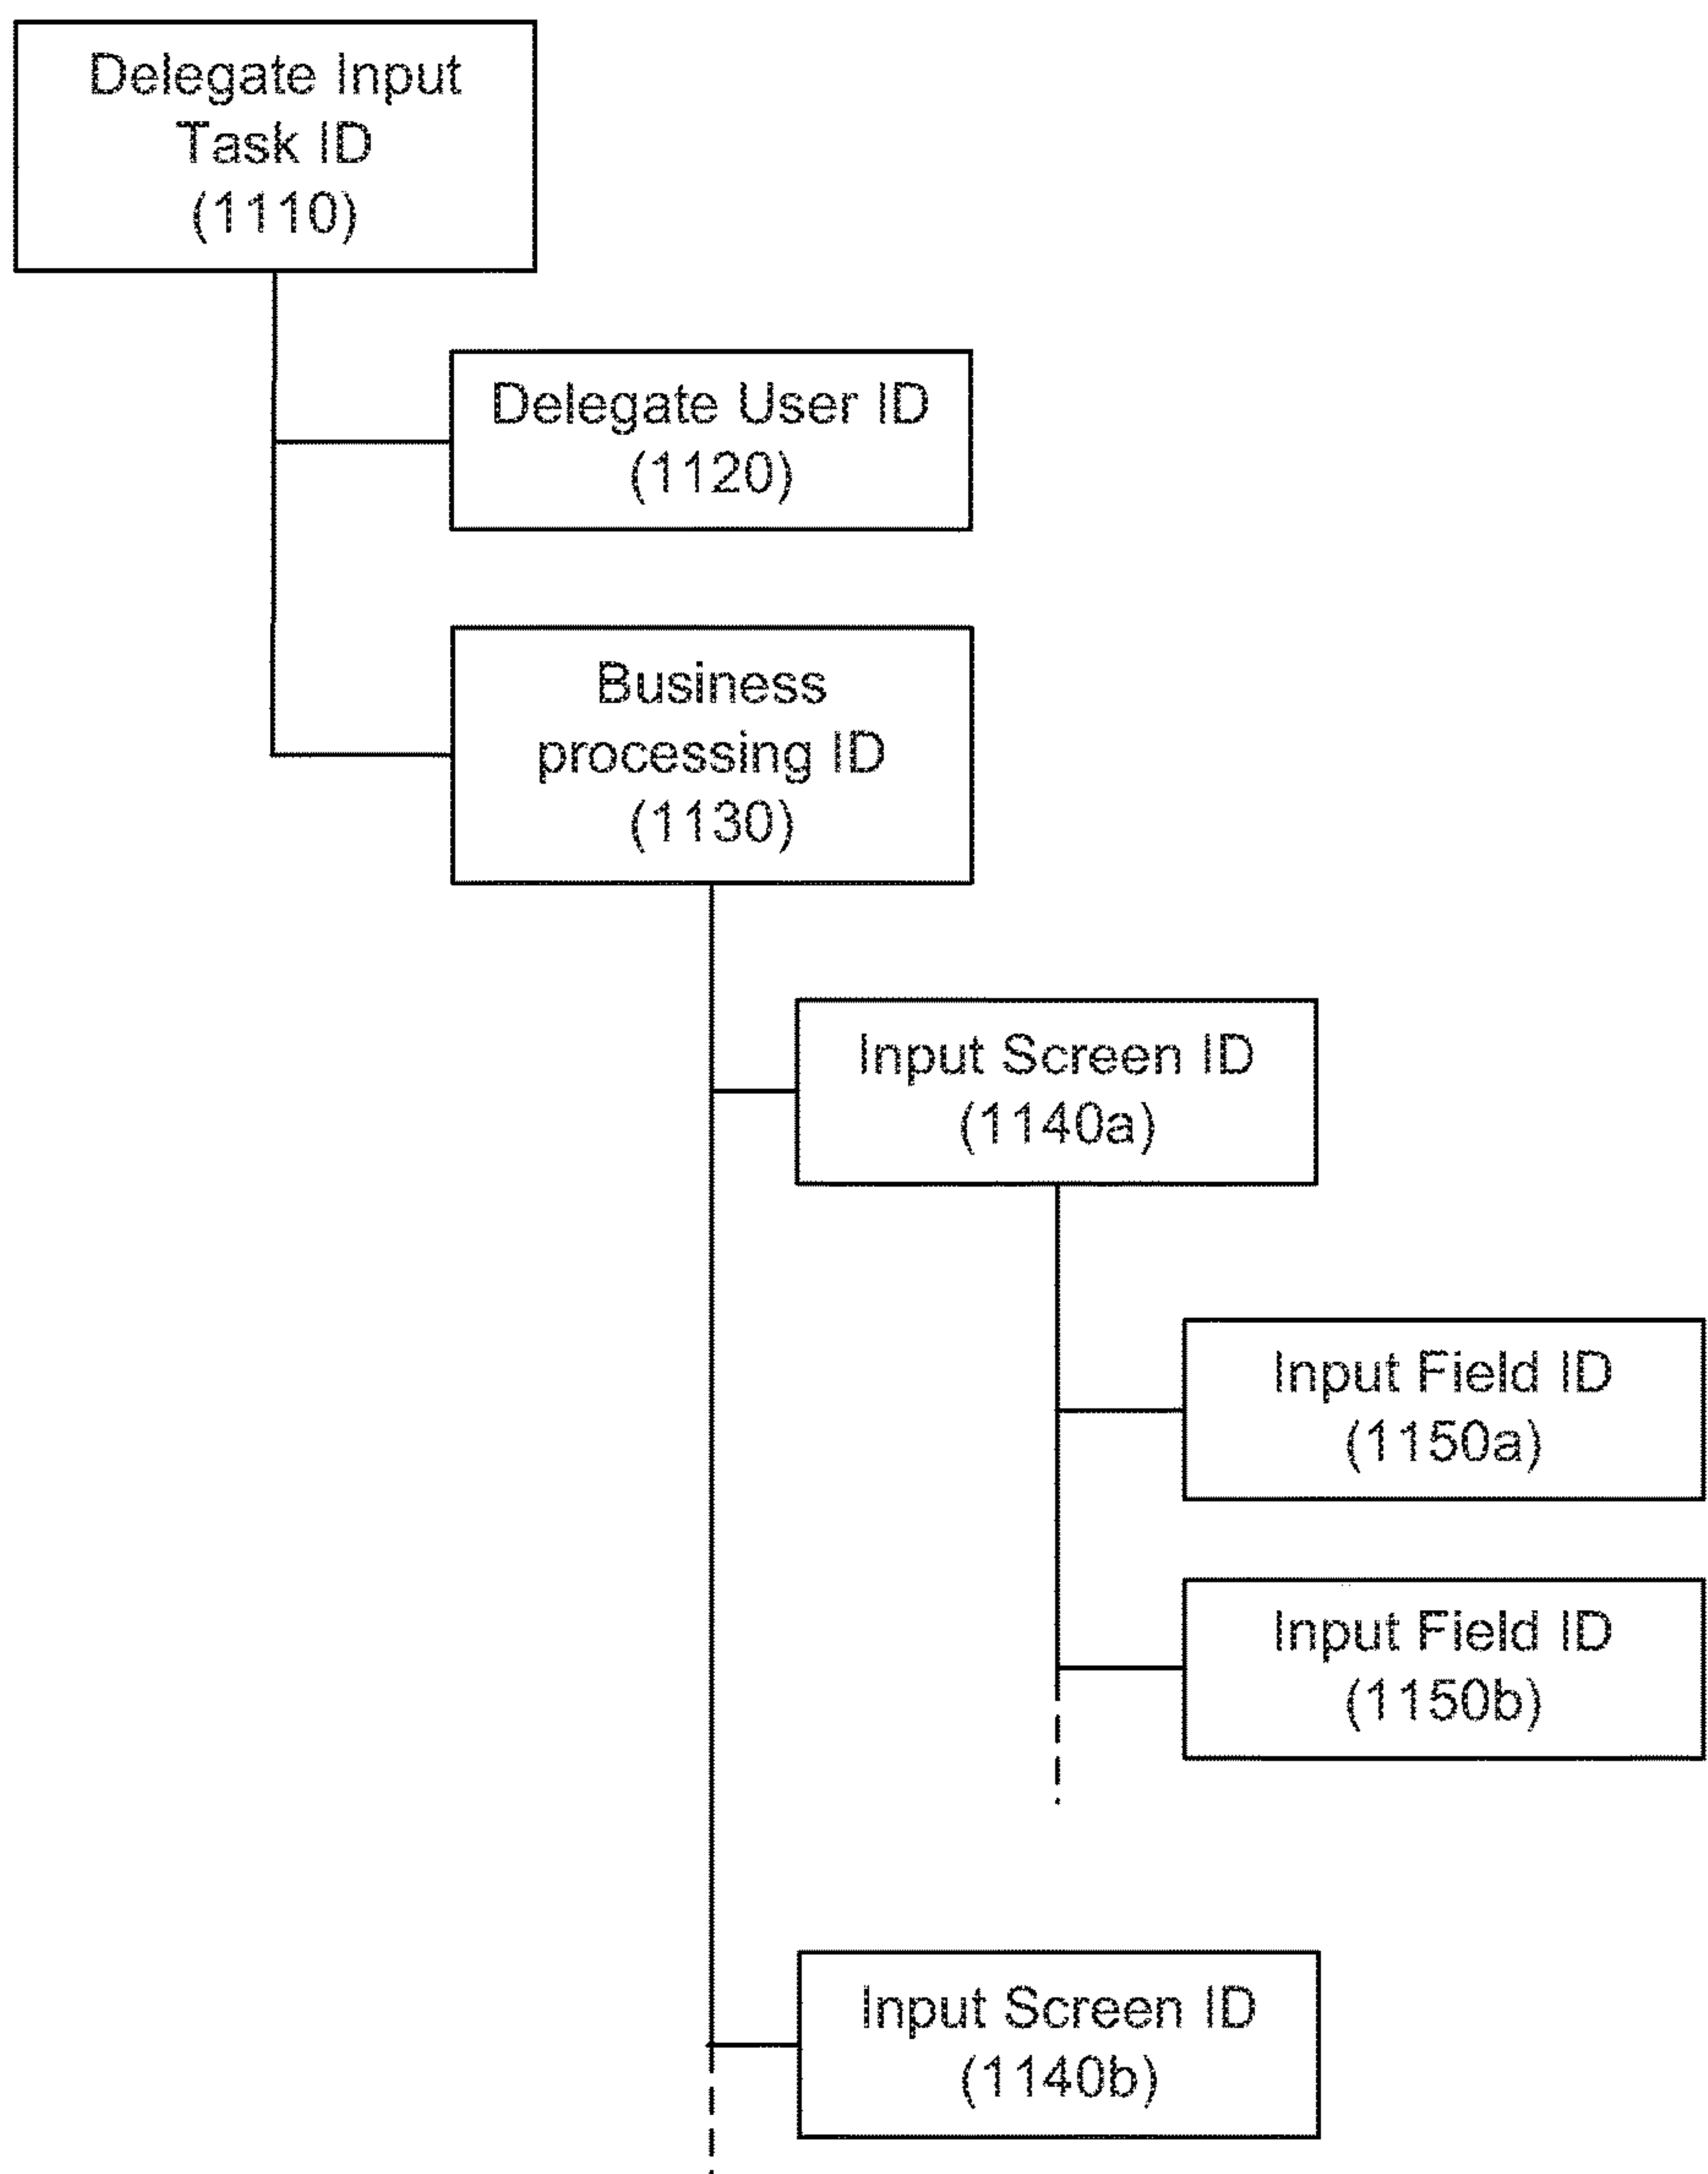 Delegate Input
Task ID
(1110)
Delegate User ID
(1120)
Business
processing ID
(1130)
Input Screen ID
(1140a)
Input Field ID
(1150a)
Input Field ID
(1150b)
Input Screen ID
(1140b)